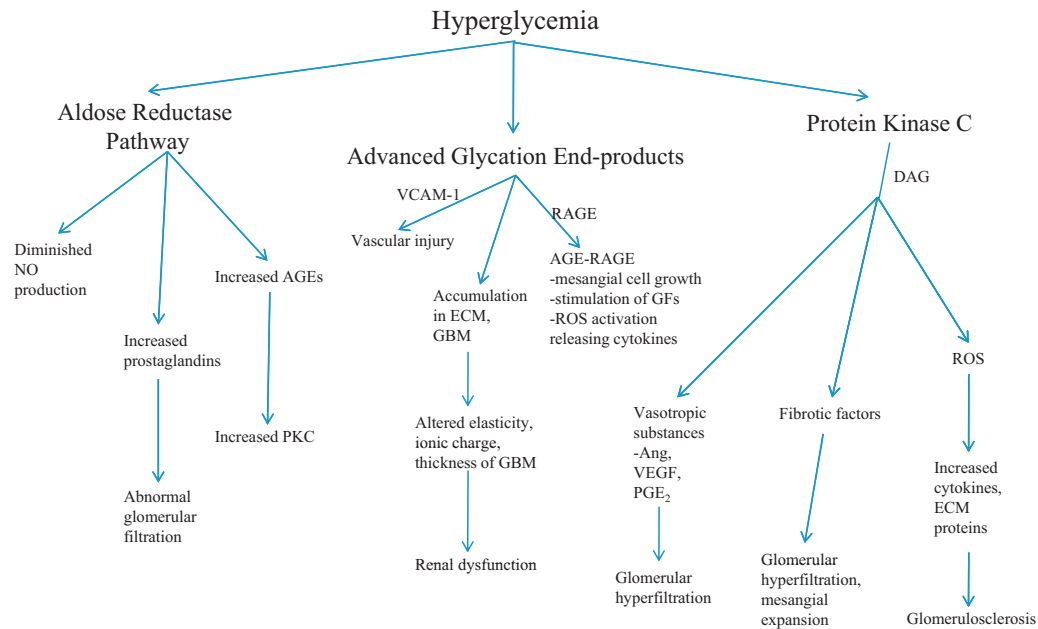 Hyperglycemia
Aldose Reductase
Pathway
Advanced Glycation End-products
Protein Kinase C
DAG
VCAM-1
RAGE
Diminished
NO
production
Increased AGEs
Vascular injury
AGE-RAGE
-mesangial cell growth
-stimulation of GFs
-ROS activation
releasing cytokines
Accumulation
in ECM,
GBM
Increased
prostaglandins
ROS
Increased PKC
Altered elasticity,
ionic charge,
thickness of GBM
Vasotropic
substances
-Ang,
VEGF,
PGE₂
Fibrotic factors
Increased
cytokines,
ECM
proteins
Abnormal
glomerular
filtration
Renal dysfunction
Glomerular
hyperfiltration
Glomerular
hyperfiltration,
mesangial
expansion
Glomerulosclerosis